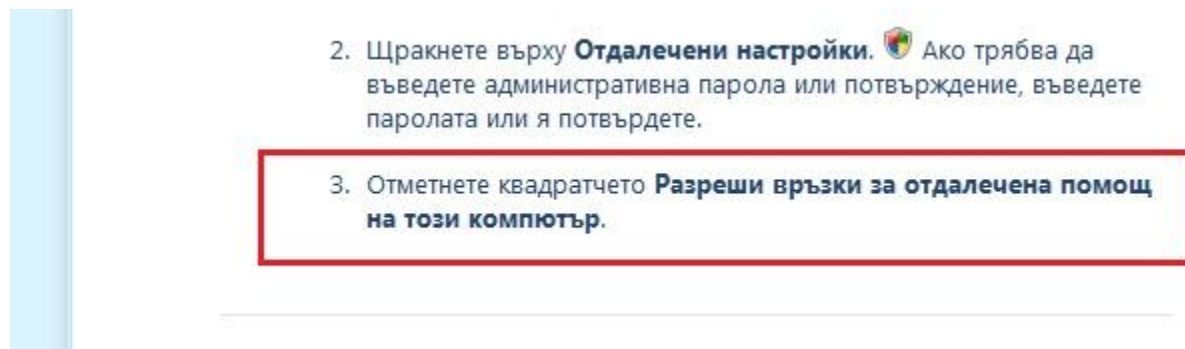 2. Щракнете върху Отдалечени настройки. Ако трябва да
въведете административна парола или потвърждение, въведете
паролата или я потвърдете.
3. Отметнете квадратчето Разреши връзки за отдалечена помощ
на този компютър.